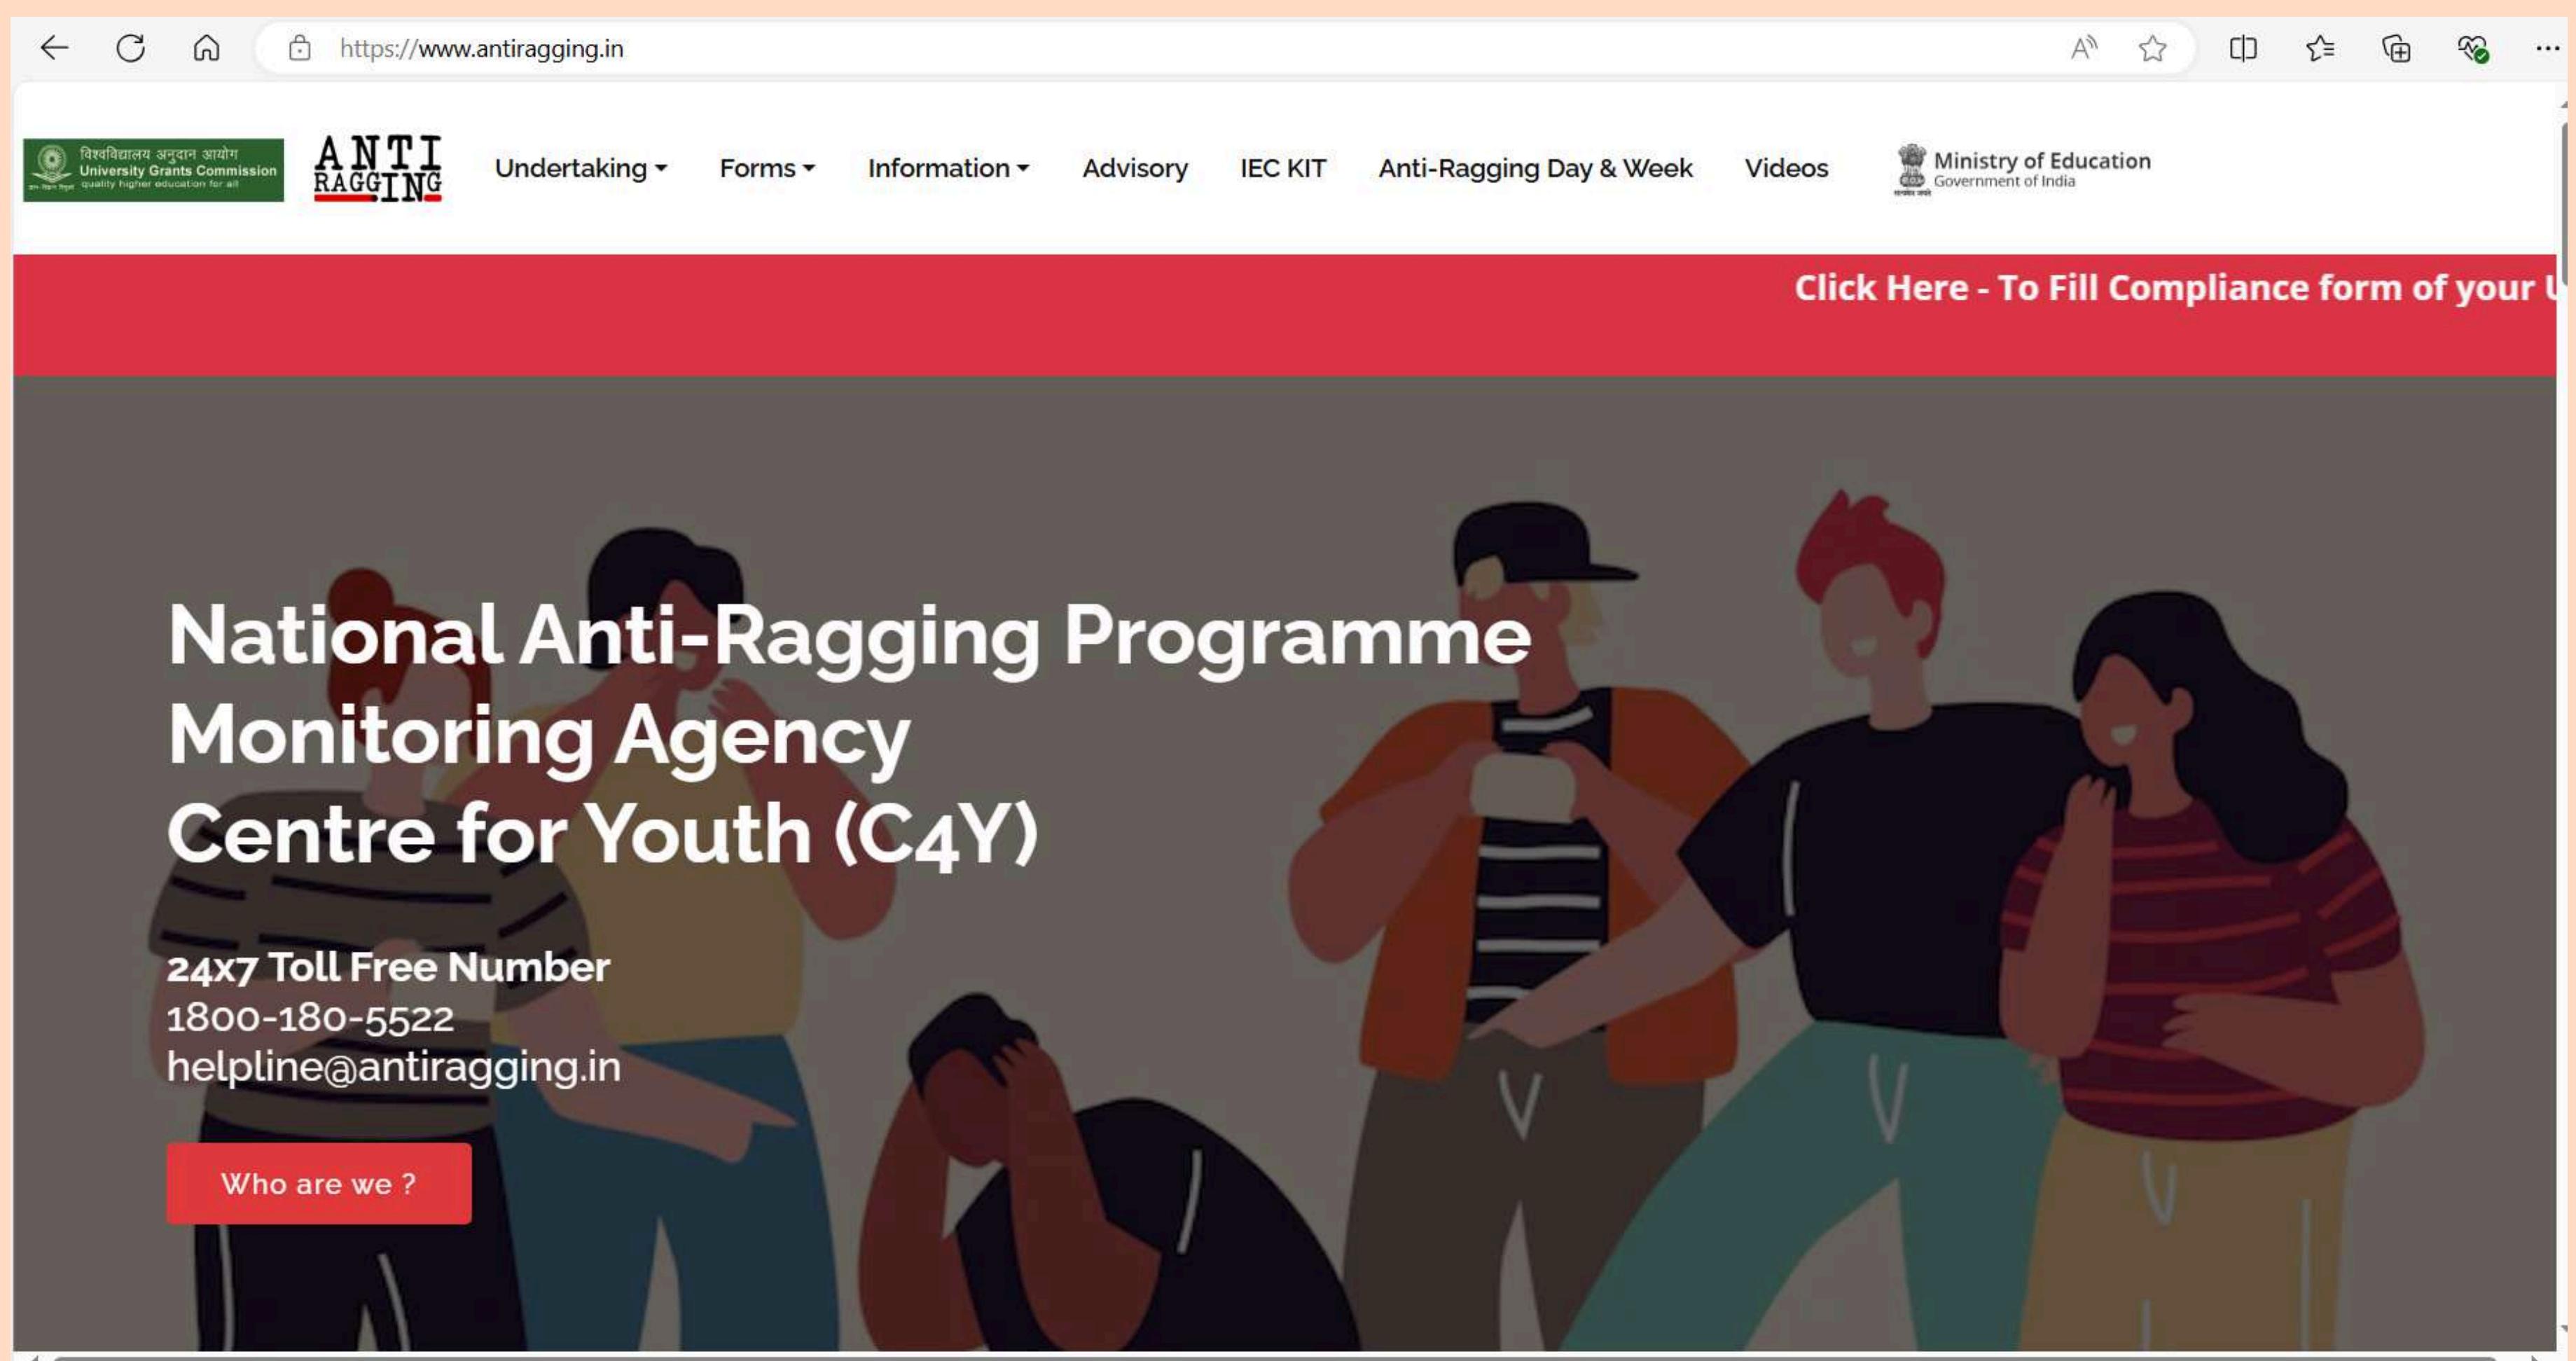 https://www.antiragging.in
विश्वविद्यालय अनुदान आयोग
University Grants Commission
quality higher education for all
ANTI
RAGGING
Undertaking
Forms
Information
Advisory
IEC KIT
Anti-Ragging Day & Week
Videos
Ministry of Education
Government of India
Click Here - To Fill Compliance form of your
National Anti-Ragging Programme
Monitoring Agency
Centre for Youth (C4Y)
24x7 Toll Free Number
1800-180-5522
helpline@antiragging.in
Who are we ?